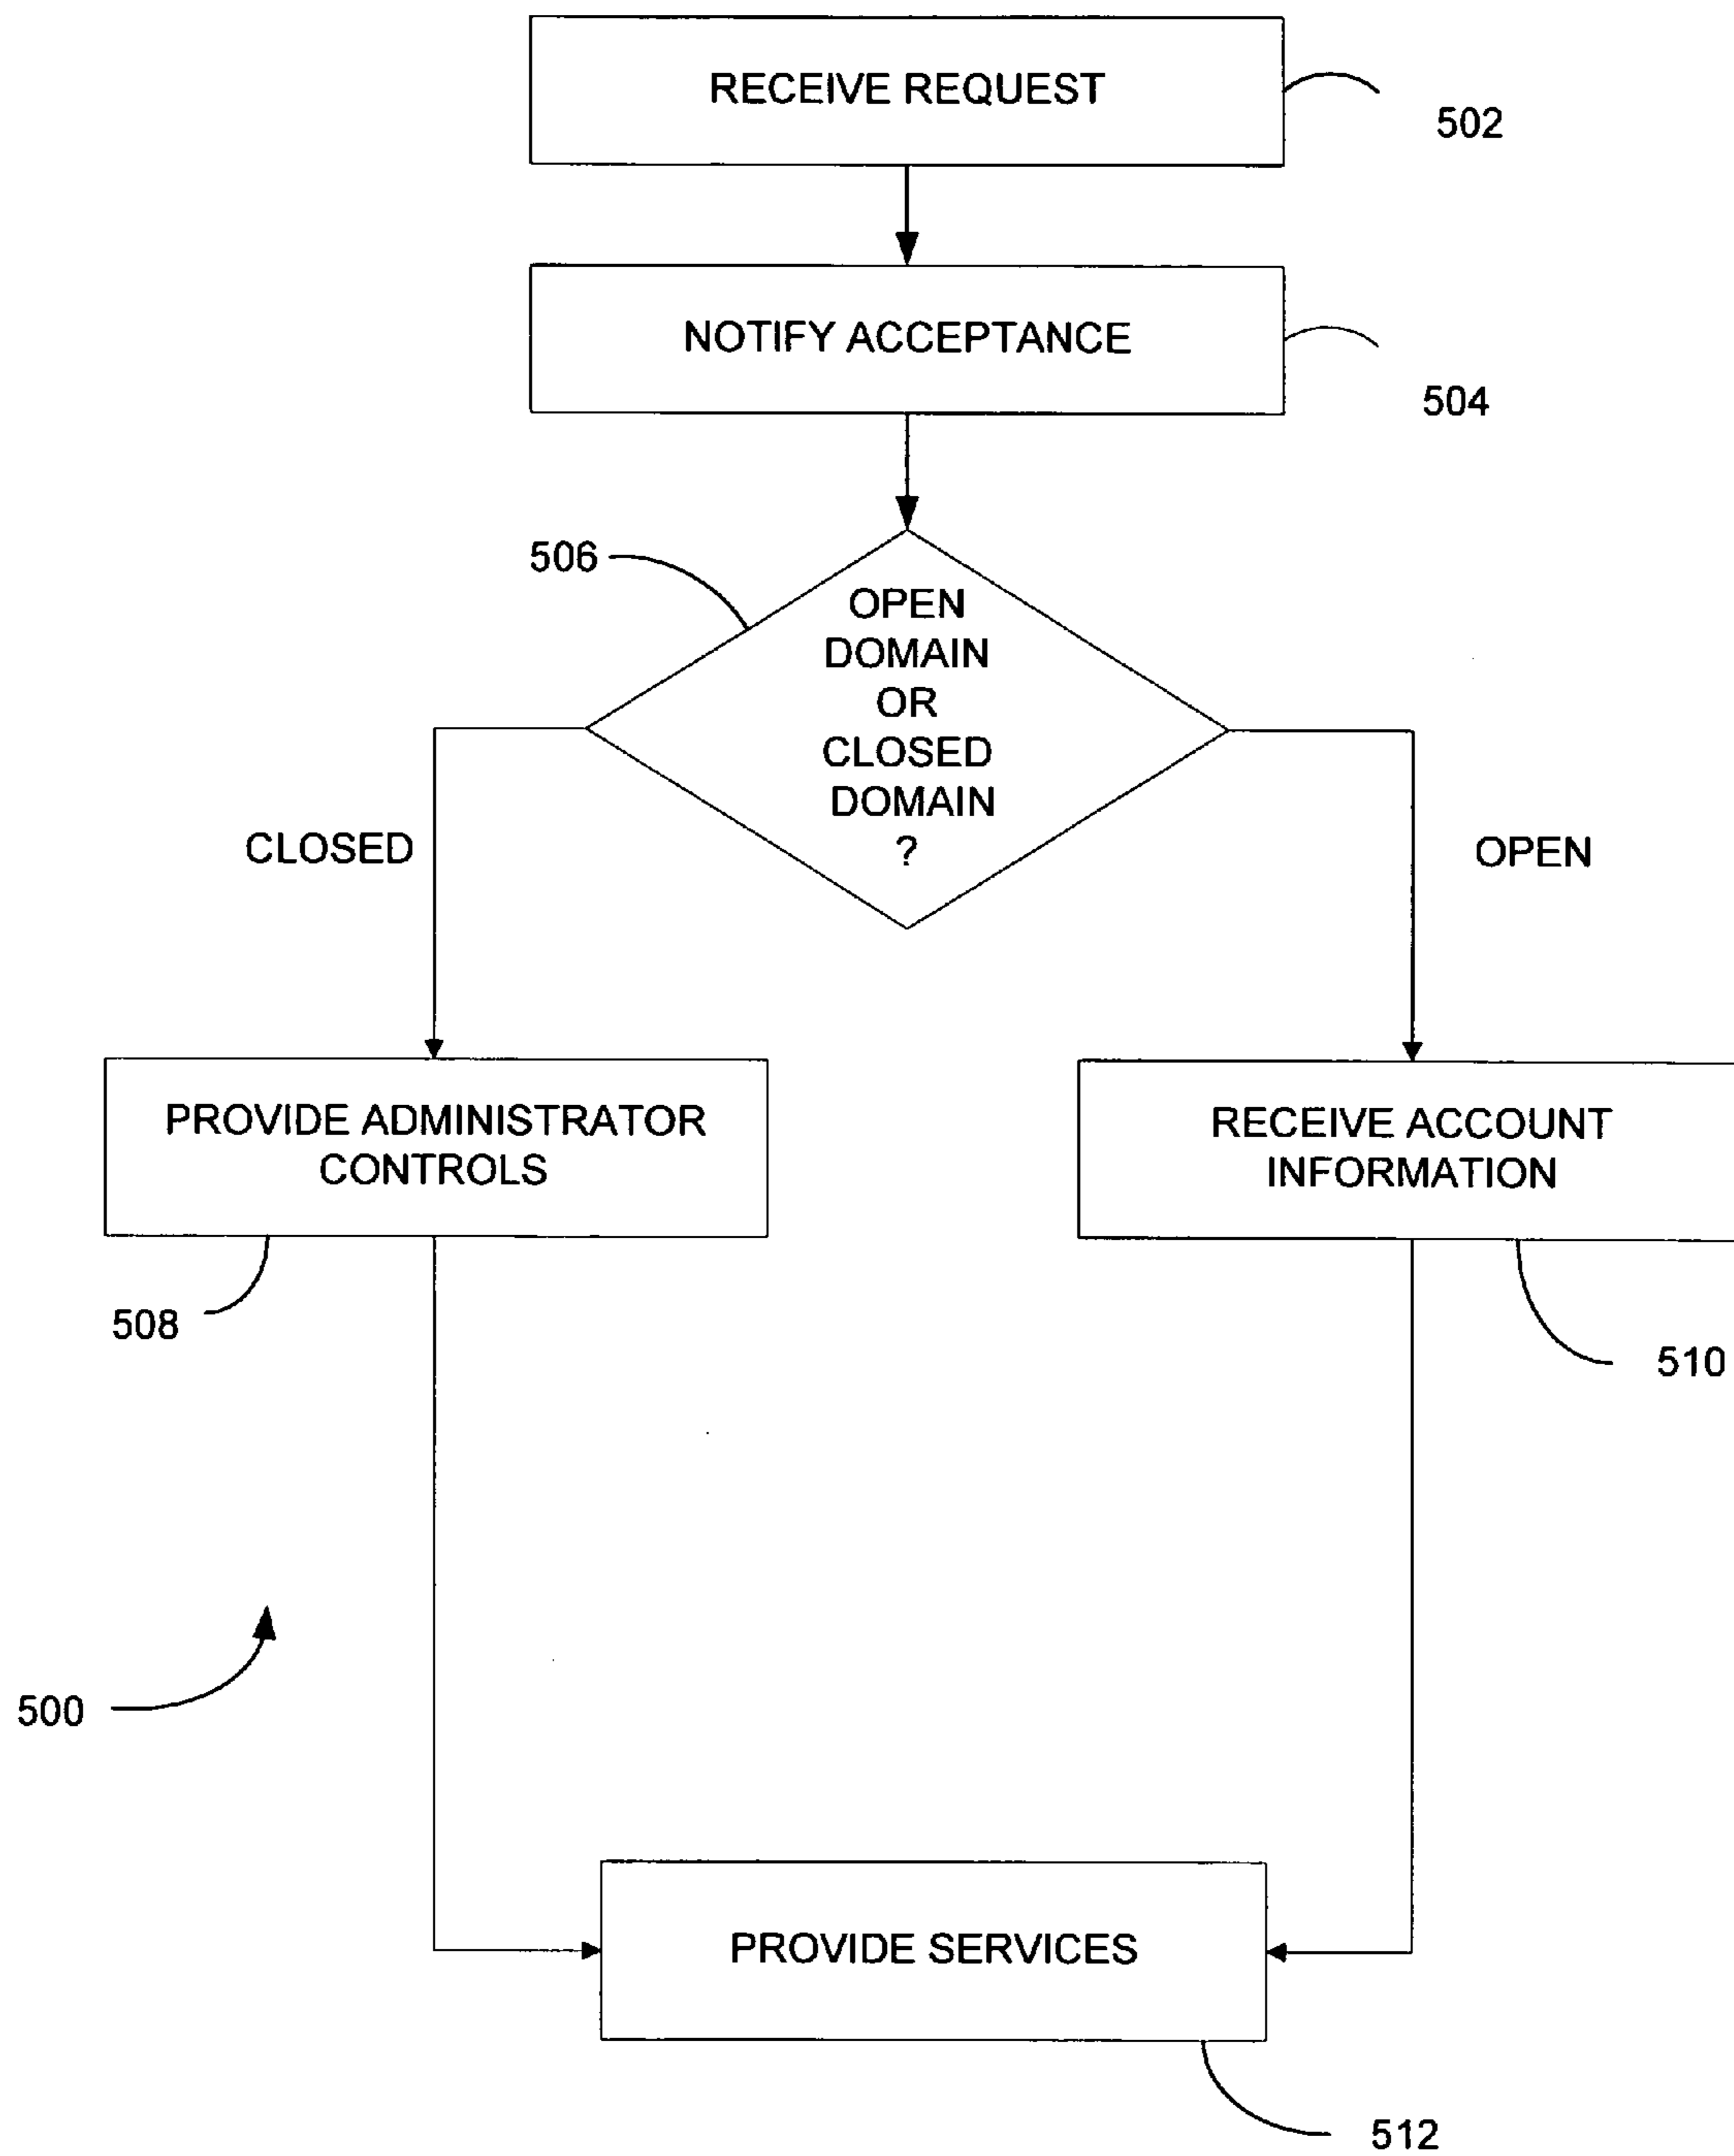 RECEIVE REQUEST
502
NOTIFY ACCEPTANCE
504
506
OPEN
DOMAIN
OR
CLOSED
DOMAIN
?
CLOSED
OPEN
PROVIDE ADMINISTRATOR
CONTROLS
RECEIVE ACCOUNT
INFORMATION
508
510
500
PROVIDE SERVICES
512